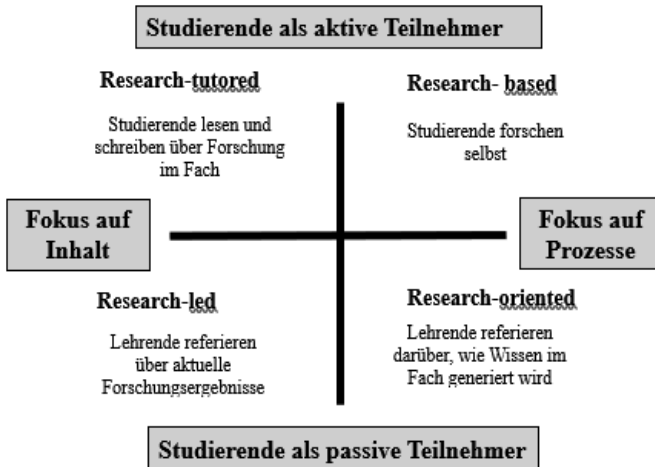 Studierende als aktive Teilnehmer
Research-tutored
Studierende lesen und
schreiben über Forschung
im Fach
Research- based
Studierende forschen
selbst
Fokus auf
Inhalt
Fokus auf
Prozesse
Research-led
Lehrende referieren
über aktuelle
Forschungsergebnisse
Research-oriented
Lehrende referieren
darüber, wie Wissen im
Fach generiert wird
Studierende als passive Teilnehmer